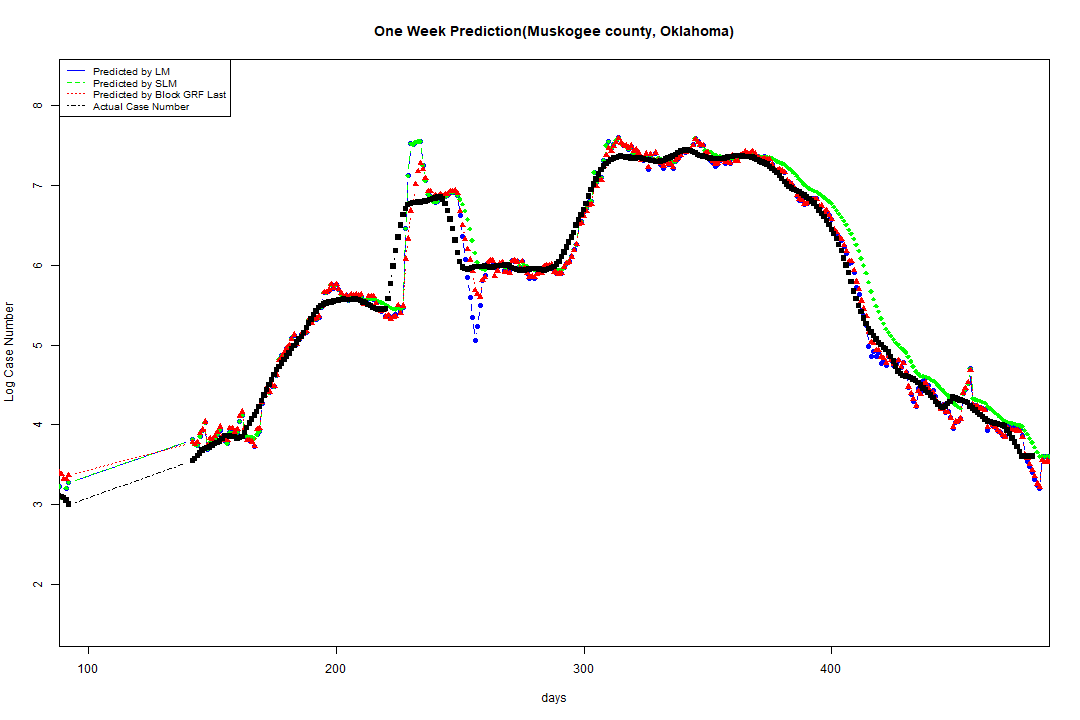 One Week Prediction(Muskogee county, Oklahoma)
Predicted by LM
Predicted by SLM
Predicted by Block GRF Last
Actual Case Number
8
7
6
5
4
3
2
Log Case Number
100 200 300 400
days